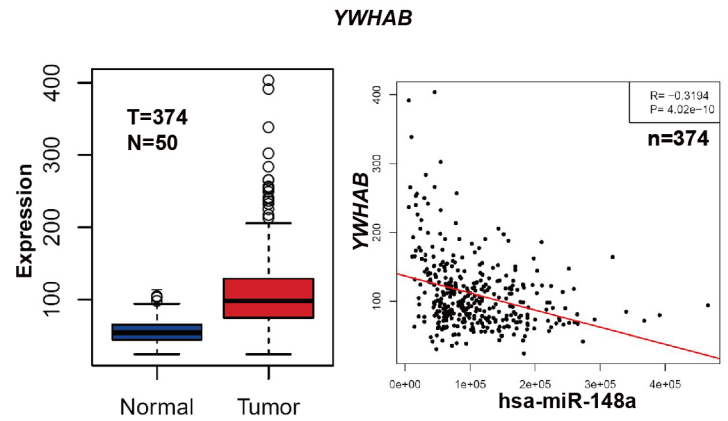 YWHAB
Expression
400
300
200
100
T=374
N=50
Normal
Tumor
YWHAB
400
300
200
100
R= −0.3194
P= 4.02e−10
n=374
0e+00
1e+05
2e+05
3e+05
4e+05
hsa-miR-148a